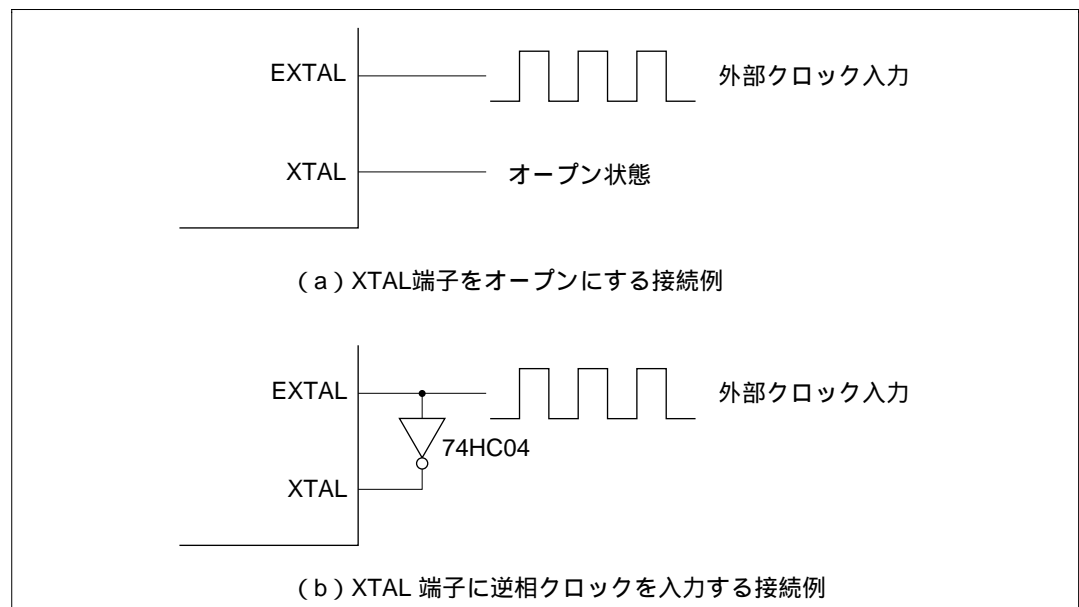 EXTAL
外部クロック入力
XTAL
オープン状態
(a)XTAL端子をオープンにする接続例
EXTAL
外部クロック入力
74HC04
XTAL
(b)XTAL 端子に逆相クロックを入力する接続例